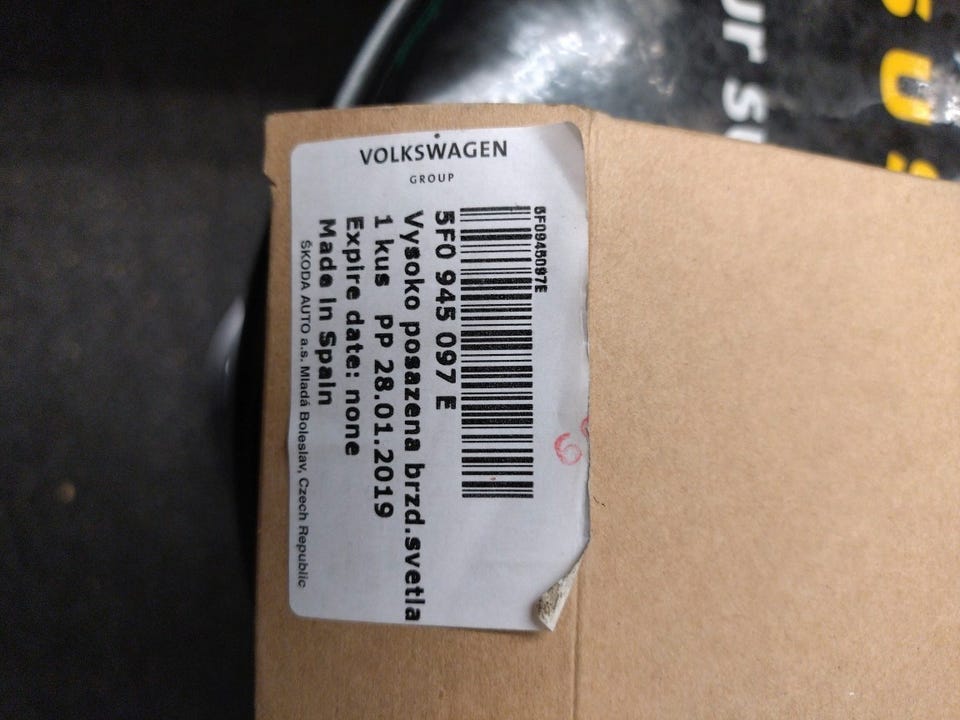 VOLKSWAGEN
GROUP
5F0945097E
5F0 945 097 E
Vysoko posazena brzd.svetla
1 kus PP 28.01.2019
Expire date: none
Made in Spain
ŠKODA AUTO a.s. Mladá Boleslav, Czech Republic